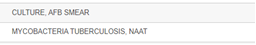 CULTURE, AFB SMEAR
MYCOBACTERIA TUBERCULOSIS, NAAT